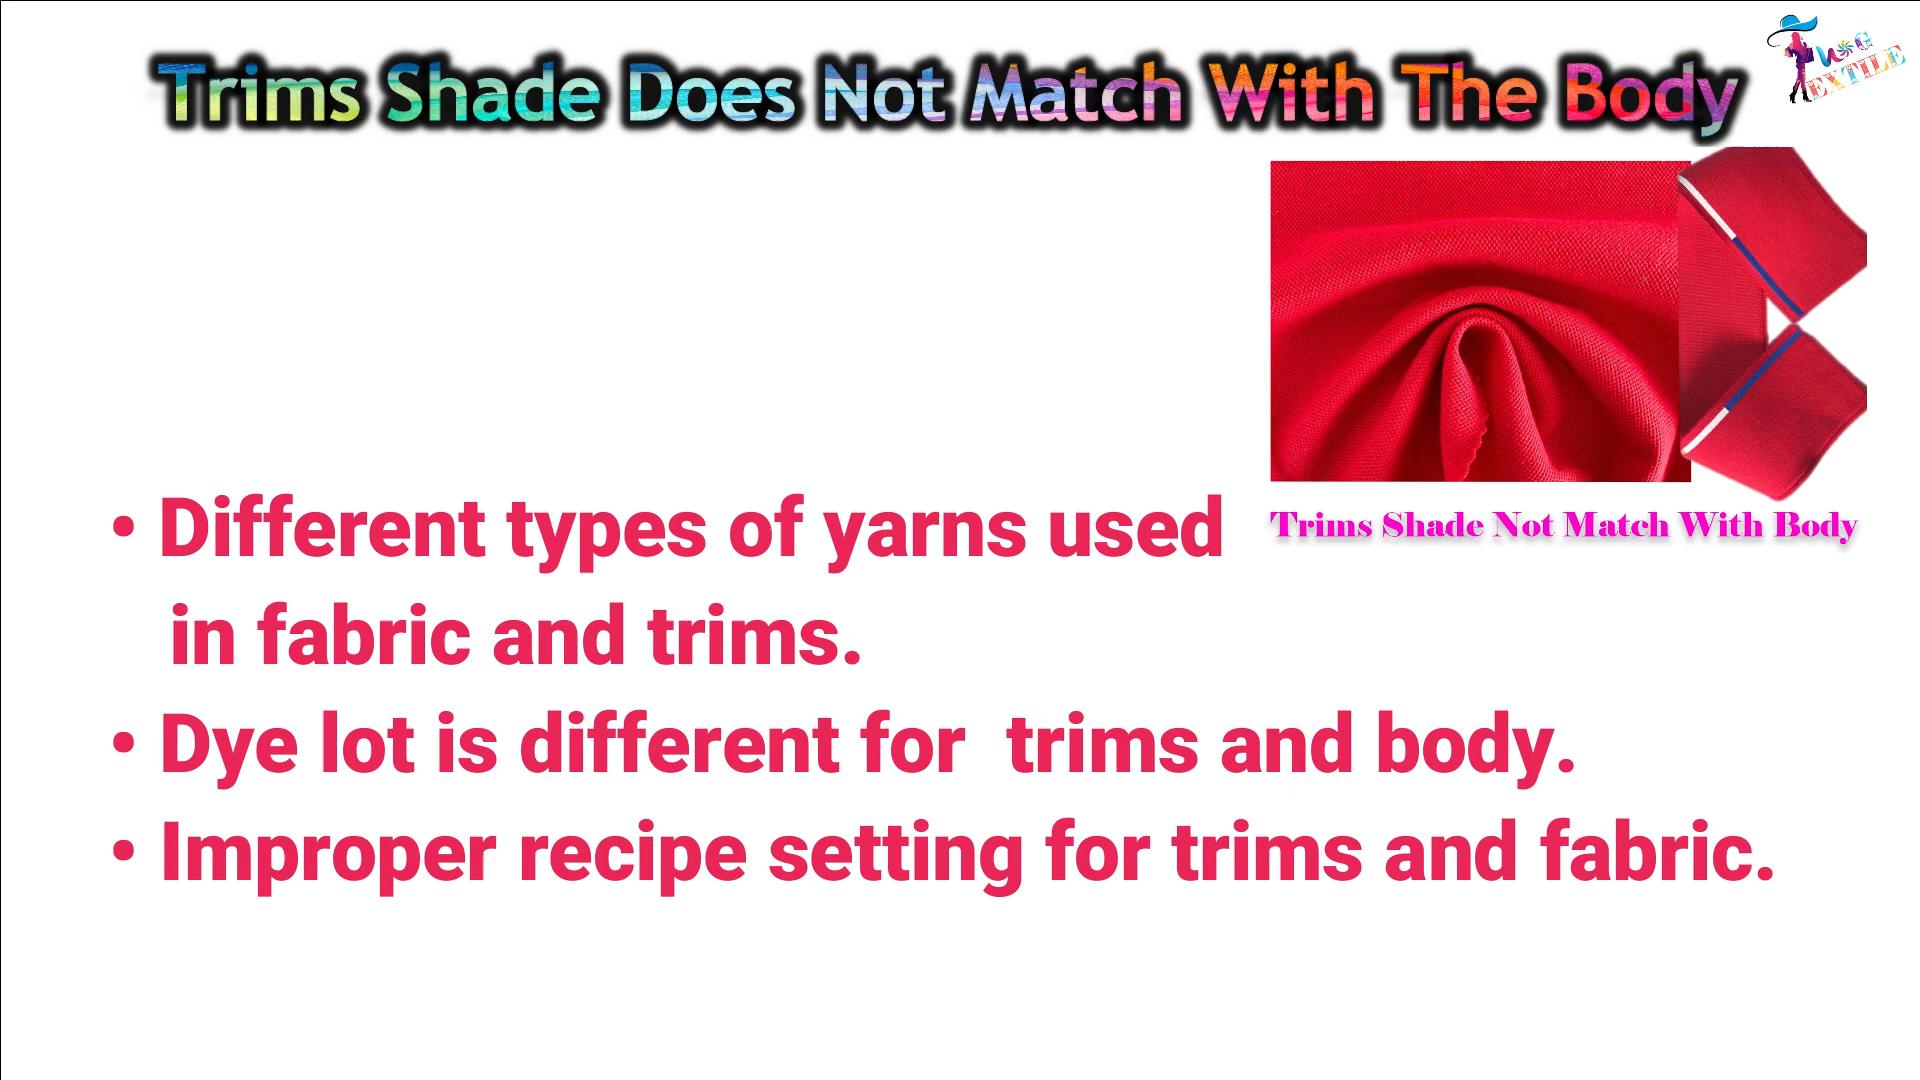 Trims Shade Does Not Match With The Body
Trims Shade Not Match With Body
• Different types of yarns used
in fabric and trims.
• Dye lot is different for  trims and body.
• Improper recipe setting for trims and fabric.